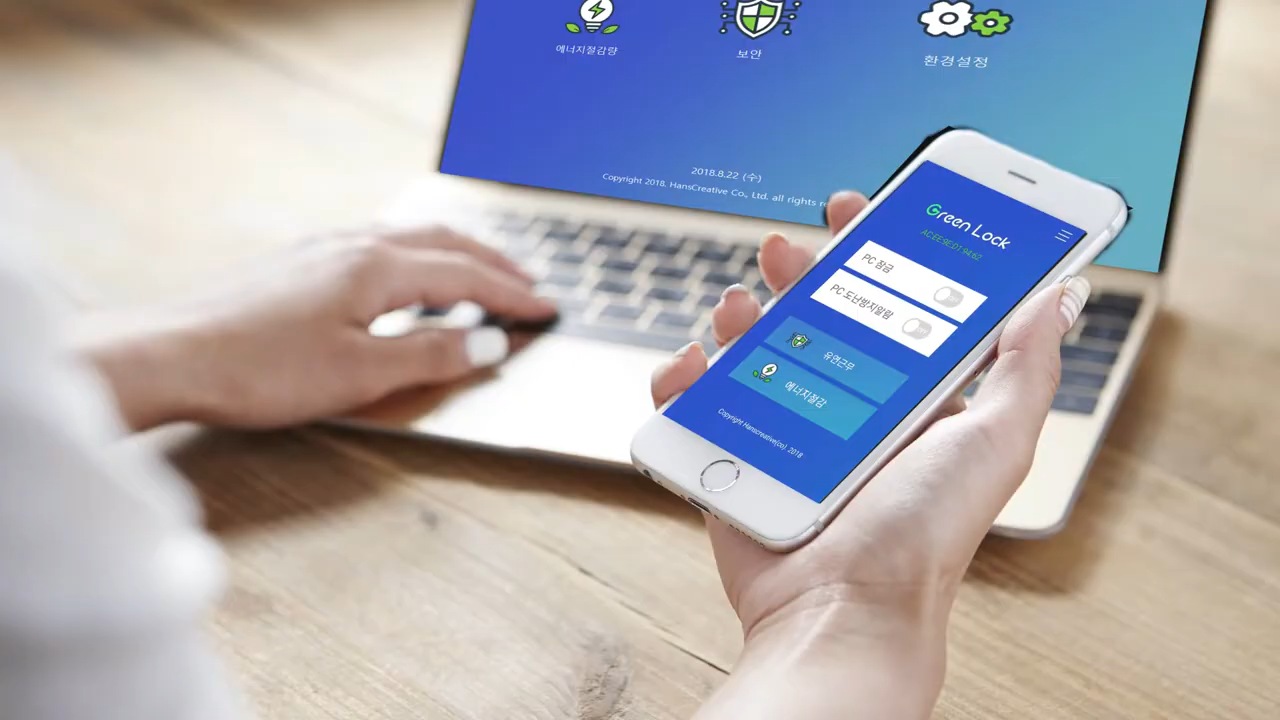 에너지절감량
보안
환경설정
2018.8.22 (수)
Copyright 2018. HansCreative Co., Ltd. all rights
Green Lock
PC 잠금
PC 도난방지알람
유연근무
에너지절감
Copyright Hanscreative(co). 2018